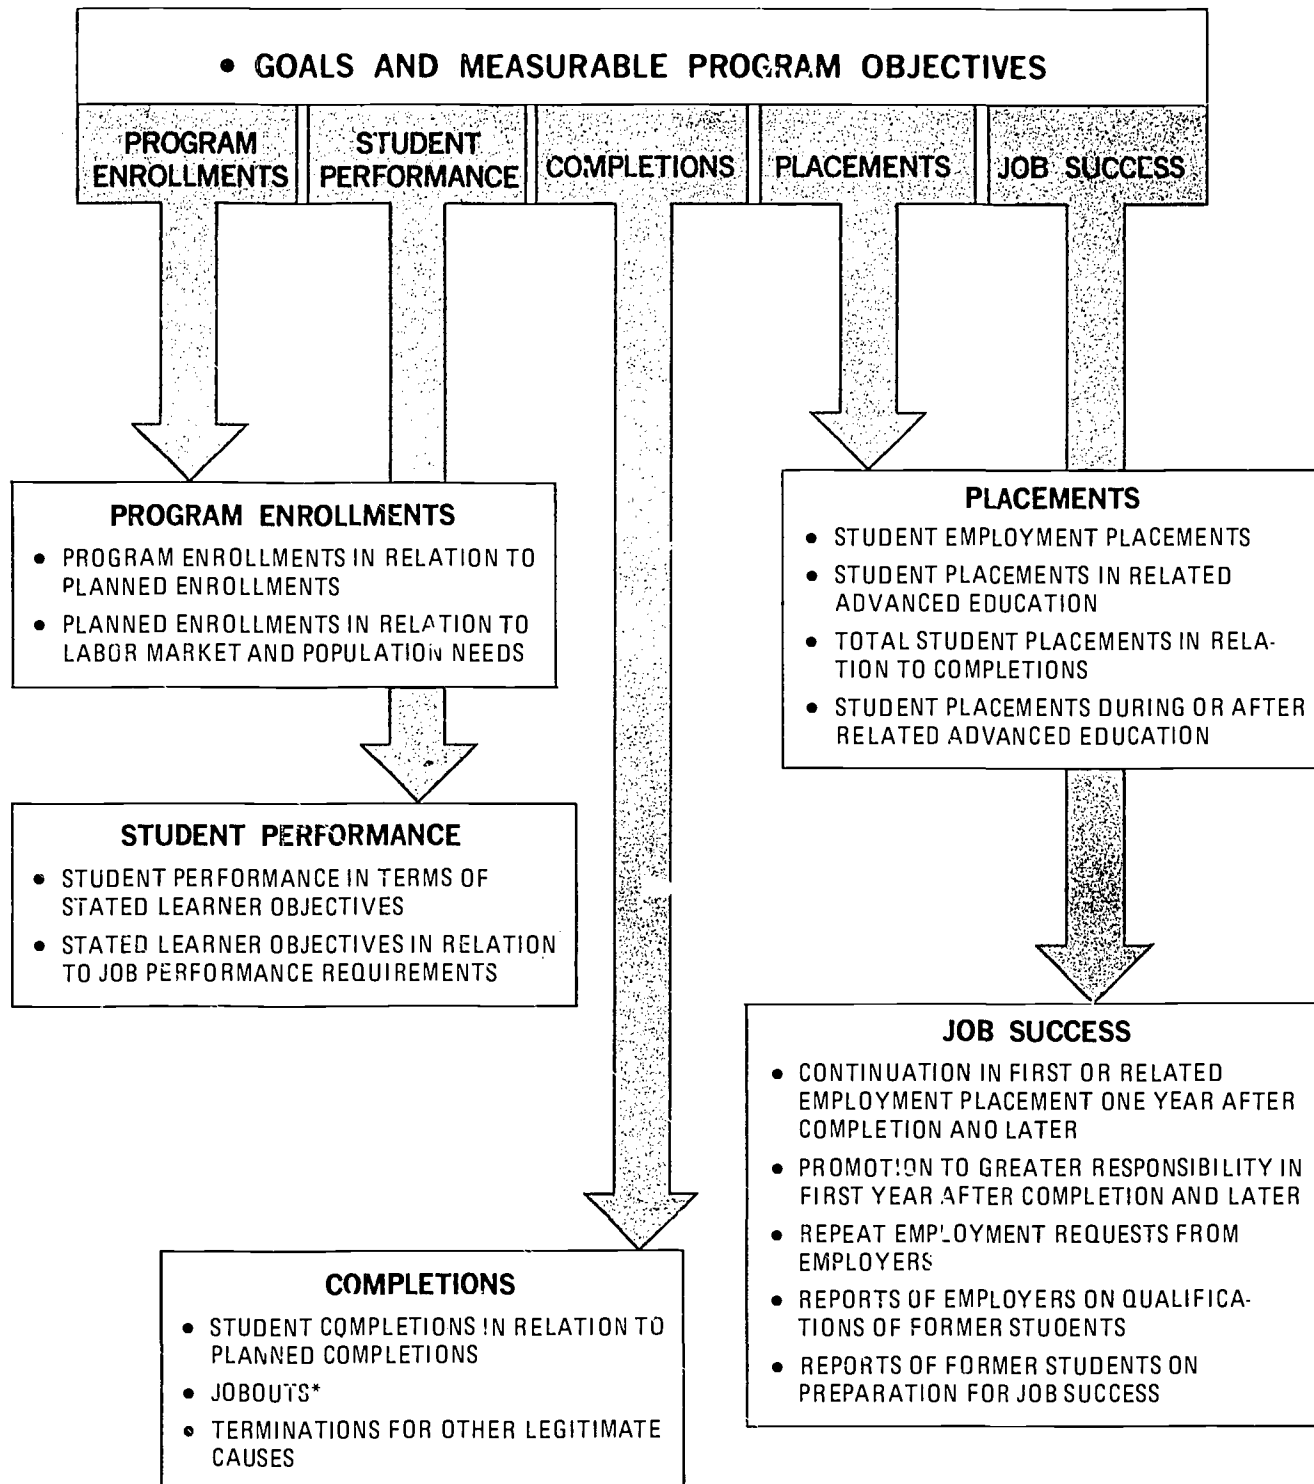 • GOALS AND MEASURABLE PROGRAM OBJECTIVES
PROGRAM
ENROLLMENTS
STUDENT
PERFORMANCE
COMPLETIONS
PLACEMENTS
JOB SUCCESS
PROGRAM ENROLLMENTS
• PROGRAM ENROLLMENTS IN RELATION TO
PLANNED ENROLLMENTS
• PLANNED ENROLLMENTS IN RELATION TO
LABOR MARKET AND POPULATION NEEDS
STUDENT PERFORMANCE
• STUDENT PERFORMANCE IN TERMS OF
STATED LEARNER OBJECTIVES
• STATED LEARNER OBJECTIVES IN RELATION
TO JOB PERFORMANCE REQUIREMENTS
COMPLETIONS
• STUDENT COMPLETIONS IN RELATION TO
PLANNED COMPLETIONS
• JOBOUTS*
• TERMINATIONS FOR OTHER LEGITIMATE
CAUSES
PLACEMENTS
• STUDENT EMPLOYMENT PLACEMENTS
• STUDENT PLACEMENTS IN RELATED
ADVANCED EDUCATION
• TOTAL STUDENT PLACEMENTS IN RELA-
TION TO COMPLETIONS
• STUDENT PLACEMENTS DURING OR AFTER
RELATED ADVANCED EDUCATION
JOB SUCCESS
• CONTINUATION IN FIRST OR RELATED
EMPLOYMENT PLACEMENT ONE YEAR AFTER
COMPLETION AND LATER
• PROMOTION TO GREATER RESPONSIBILITY IN
FIRST YEAR AFTER COMPLETION AND LATER
• REPEAT EMPLOYMENT REQUESTS FROM
EMPLOYERS
• REPORTS OF EMPLOYERS ON QUALIFICA-
TIONS OF FORMER STUDENTS
• REPORTS OF FORMER STUDENTS ON
PREPARATION FOR JOB SUCCESS